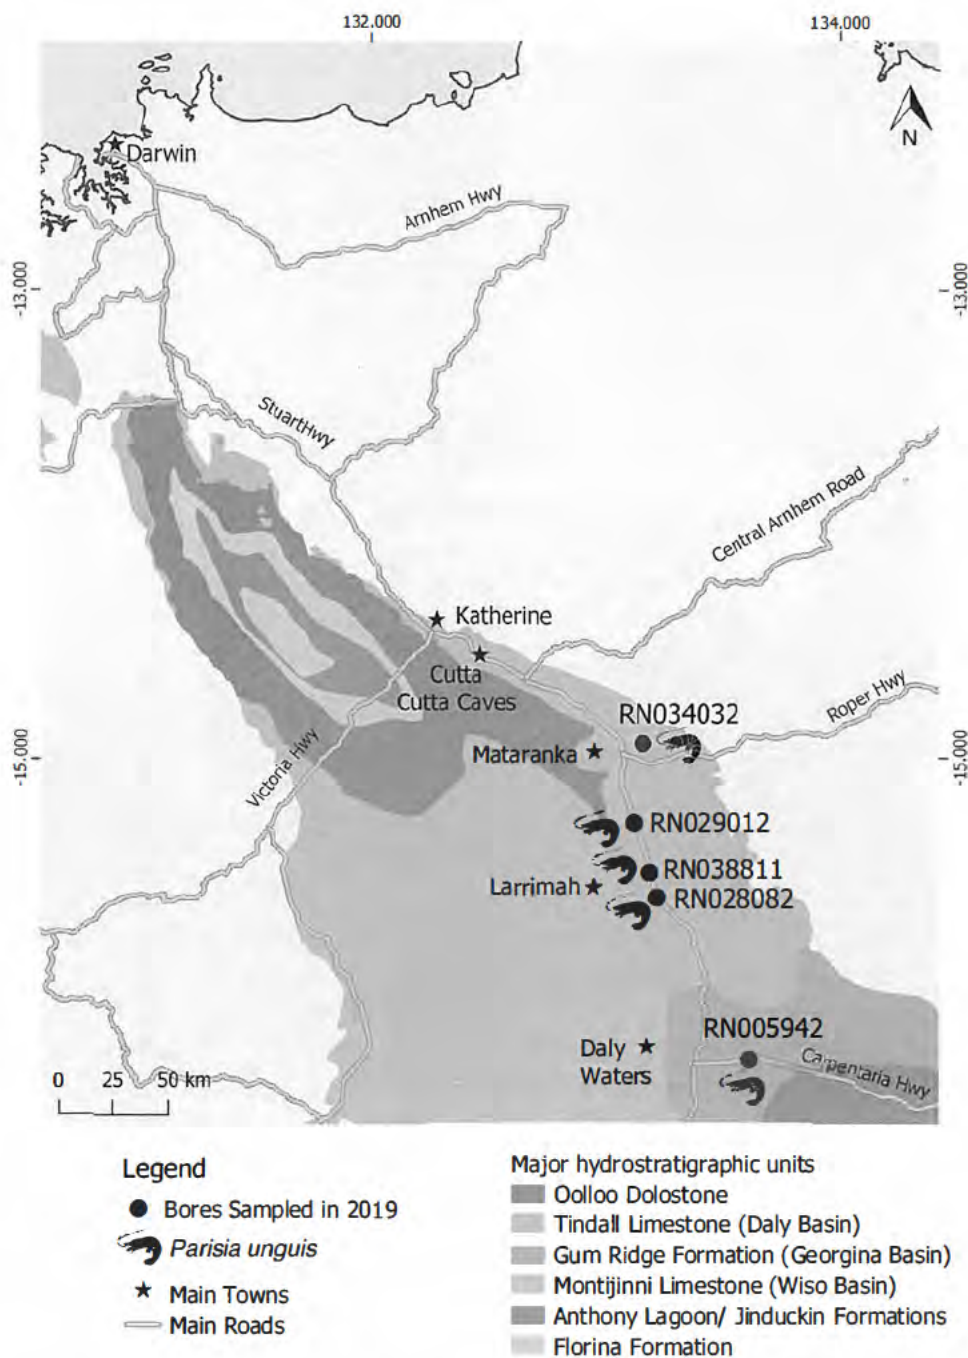 132.000
134.000
N
Darwin
Arnhem Hwy
-13.000
-13.000
StuartHwy
Central Arnhem Road
Katherine
Cutta
Cutta Caves
RN034032
Roper Hwy
Mataranka
-15.000
-15.000
Victoria Hwy
RN029012
RN038811
Larrimah
RN028082
RN005942
Daly
Waters
Carpentaria Hwy
0 25 50 km
Legend
Bores Sampled in 2019
Parisia unguis
Main Towns
Main Roads
Major hydrostratigraphic units
Oolloo Dolostone
Tindall Limestone (Daly Basin)
Gum Ridge Formation (Georgina Basin)
Montijinni Limestone (Wiso Basin)
Anthony Lagoon/ Jinduckin Formations
Florina Formation